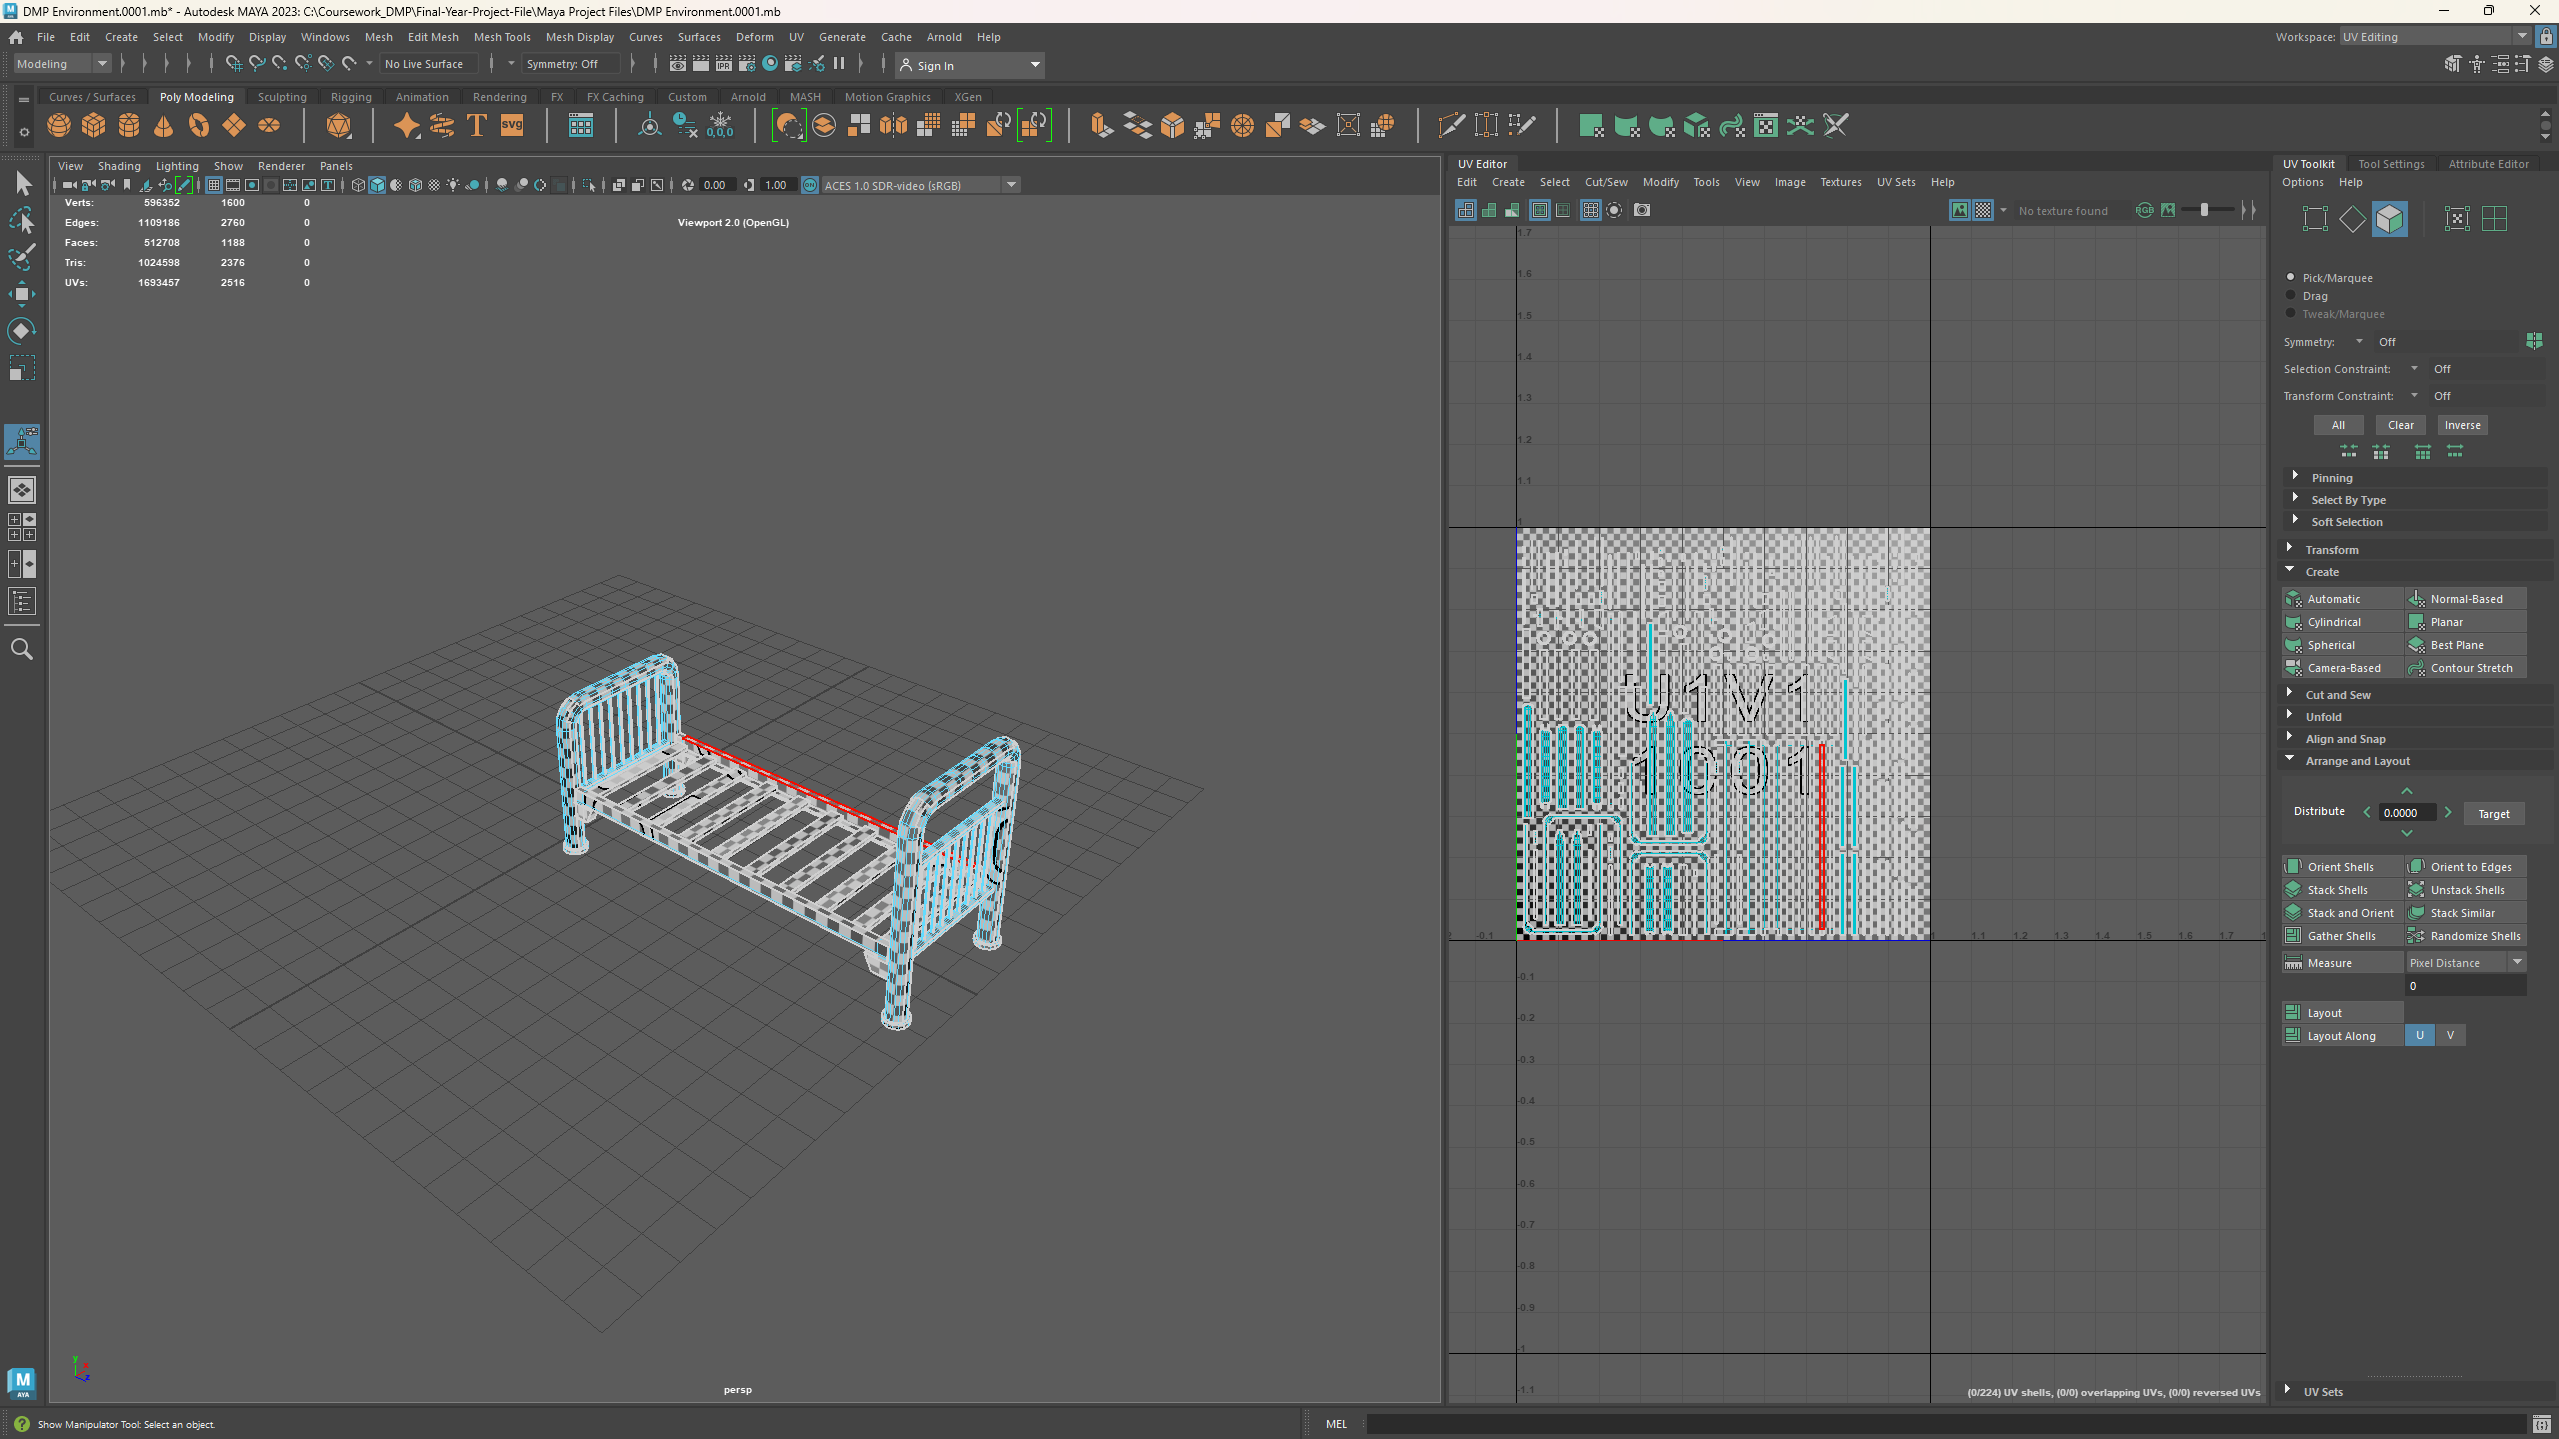 DMP Environment.0001.mb* - Autodesk MAYA 2023: C:\Coursework_DMP\Final-Year-Project-File\Maya Project Files\DMP Environment.0001.mb
File Edit Create Select Modify Display Windows Mesh Edit Mesh Mesh Tools Mesh Display Curves Surfaces Deform UV Generate Cache Arnold Help
Workspace: UV Editing
Modeling No Live Surface Symmetry: Off Sign In
Curves / Surfaces Poly Modeling Sculpting Rigging Animation Rendering FX FX Caching Custom Arnold MASH Motion Graphics XGen
View Shading Lighting Show Renderer Panels
0.00 1.00 ACES 1.0 SDR-video (sRGB)
Verts: 596352 1600 0
Edges: 1109186 2760 0
Faces: 512708 1188 0
Tris: 1024598 2376 0
UVs: 1693457 2516 0
Viewport 2.0 (OpenGL)
persp
UV Editor
Edit Create Select Cut/Sew Modify Tools View Image Textures UV Sets Help
No texture found
1.7
1.6
1.5
1.4
1.3
1.2
1.1
1
U1V1
1001
-0.1 1 1.1 1.2 1.3 1.4 1.5 1.6 1.7
-0.1
-0.2
-0.3
-0.4
-0.5
-0.6
-0.7
-0.8
-0.9
-1
-1.1
(0/224) UV shells, (0/0) overlapping UVs, (0/0) reversed UVs
UV Toolkit Tool Settings Attribute Editor
Options Help
Pick/Marquee
Drag
Tweak/Marquee
Symmetry: Off
Selection Constraint: Off
Transform Constraint: Off
All Clear Inverse
Pinning
Select By Type
Soft Selection
Transform
Create
Automatic Normal-Based
Cylindrical Planar
Spherical Best Plane
Camera-Based Contour Stretch
Cut and Sew
Unfold
Align and Snap
Arrange and Layout
Distribute 0.0000 Target
Orient Shells Orient to Edges
Stack Shells Unstack Shells
Stack and Orient Stack Similar
Gather Shells Randomize Shells
Measure Pixel Distance
0
Layout
Layout Along U V
UV Sets
Show Manipulator Tool: Select an object.
MEL